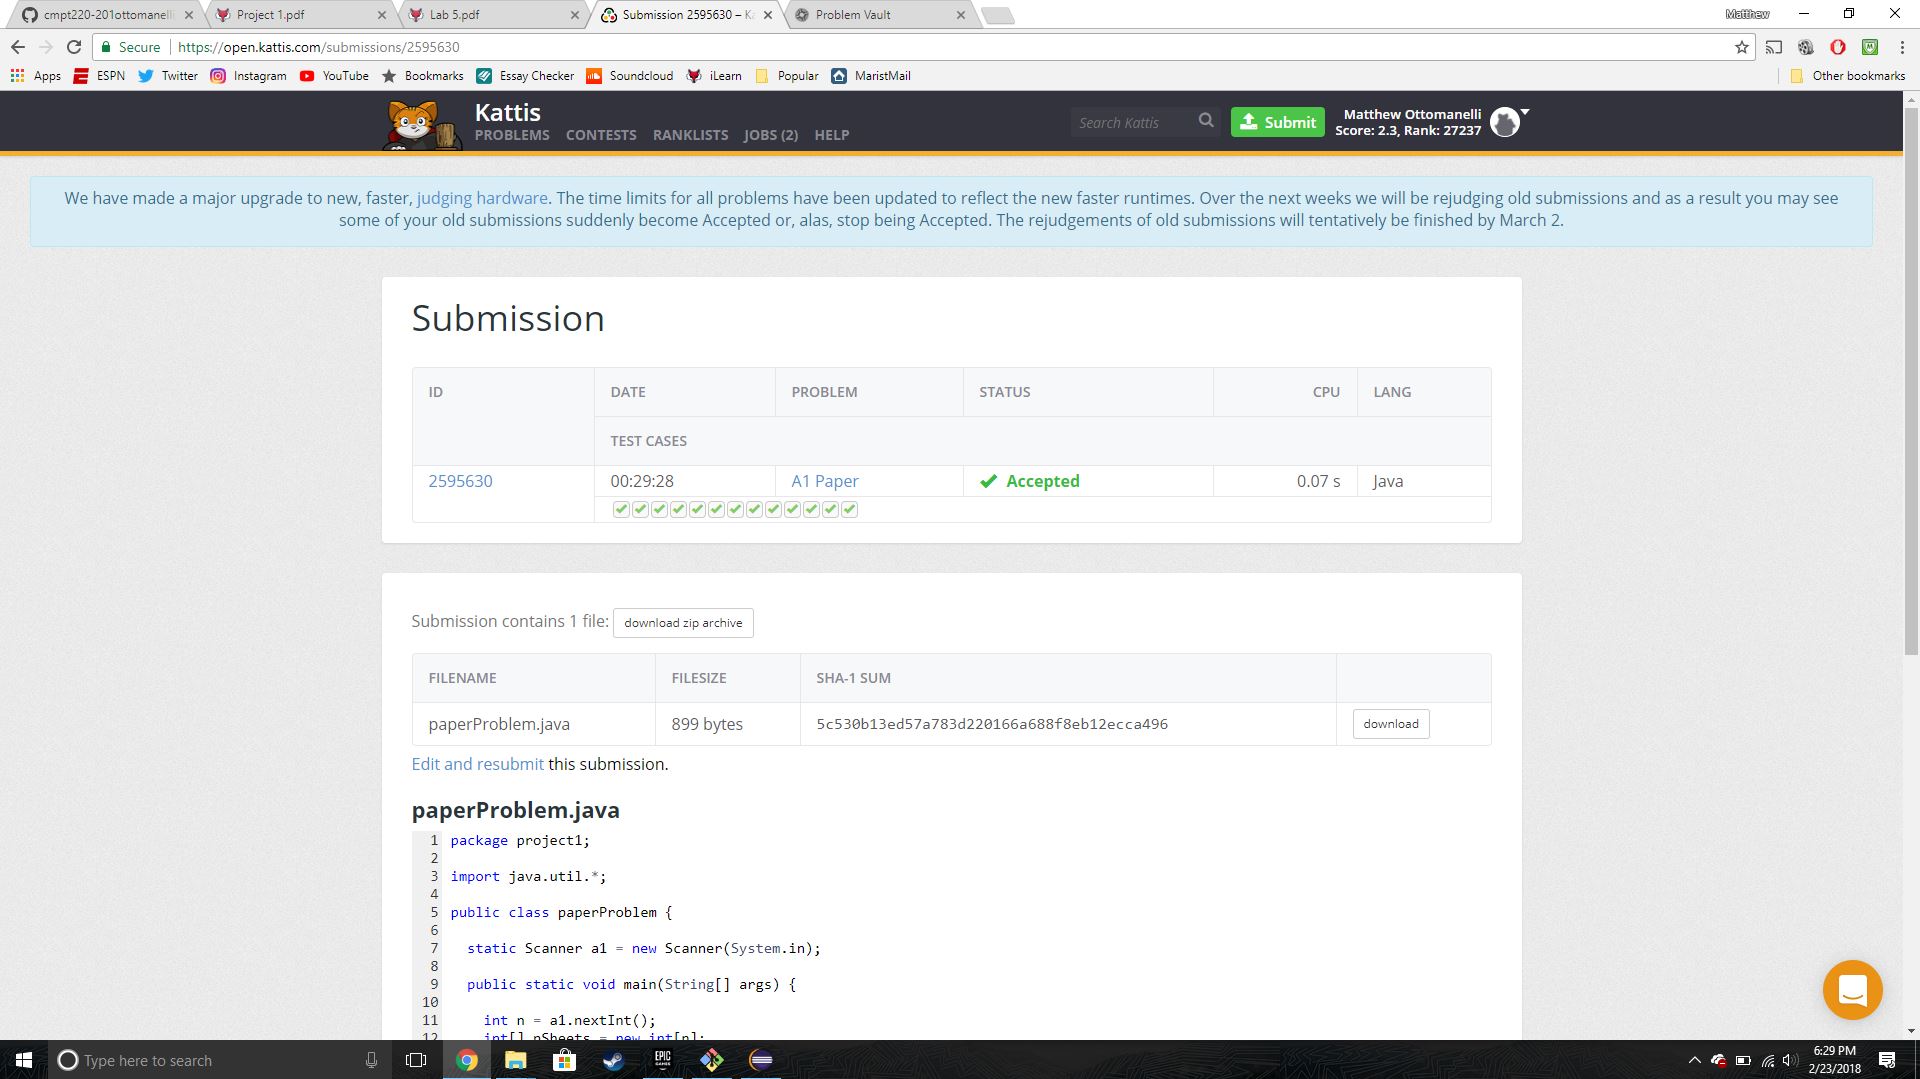 cmpt220-201ottomanelli
Project 1.pdf
Lab 5.pdf
Submission 2595630 – Ka
Problem Vault
Matthew
Secure
https://open.kattis.com/submissions/2595630
Apps
ESPN
Twitter
Instagram
YouTube
Bookmarks
Essay Checker
Soundcloud
iLearn
Popular
MaristMail
Other bookmarks
Kattis
PROBLEMS
CONTESTS
RANKLISTS
JOBS (2)
HELP
Search Kattis
Submit
Matthew Ottomanelli
Score: 2.3, Rank: 27237
We have made a major upgrade to new, faster, judging hardware. The time limits for all problems have been updated to reflect the new faster runtimes. Over the next weeks we will be rejudging old submissions and as a result you may see
some of your old submissions suddenly become Accepted or, alas, stop being Accepted. The rejudgements of old submissions will tentatively be finished by March 2.
Submission
ID DATE PROBLEM STATUS CPU LANG
TEST CASES
2595630 00:29:28 A1 Paper Accepted 0.07 s Java
Submission contains 1 file: download zip archive
FILENAME FILESIZE SHA-1 SUM
paperProblem.java 899 bytes 5c530b13ed57a783d220166a688f8eb12ecca496 download
Edit and resubmit this submission.
paperProblem.java
1 package project1;
2
3 import java.util.*;
4
5 public class paperProblem {
6
7 static Scanner a1 = new Scanner(System.in);
8
9 public static void main(String[] args) {
10
11 int n = a1.nextInt();
12 int[] nSheets = new int[n];
Type here to search
EPIC
GAMES
6:29 PM
2/23/2018